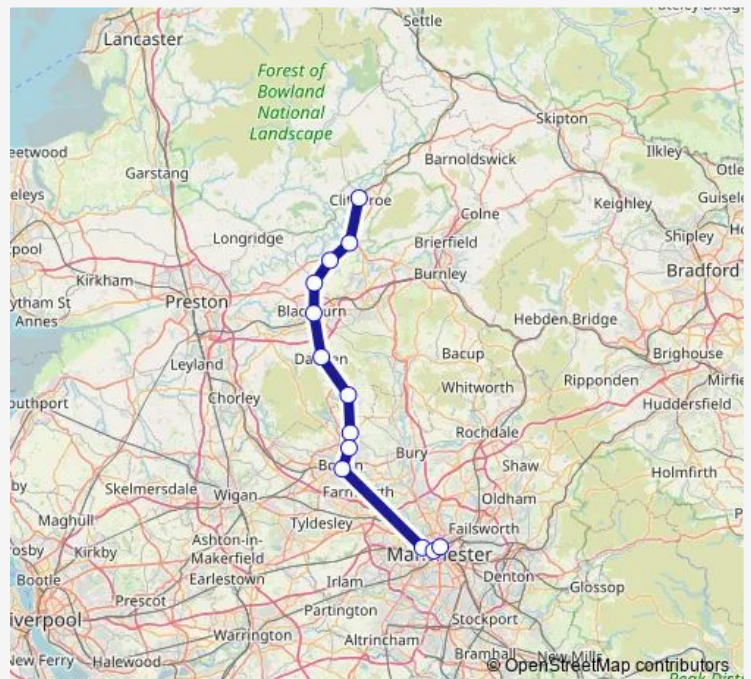 Settle
Lancaster
Forest of
Bowland
National
Landscape
Skipton
Barnoldswick
Ilkley
Garstang
Colne
Keighley
Longridge
Brierfield
Shipley
Kirkham
Burnley
Bradford
Preston
Annes
Hebden Bridge
Leyland
Bacup
Brighouse
Chorley
Whitworth
Ripponden
Huddersfield
Rochdale
Bury
Shaw
Holmfirth
Skelmersdale
Wigan
Oldham
Maghull
Tyldesley
Failsworth
Ashton-in-
Makerfield
Kirkby
Bootle
Earlestown
Irlam
Denton
Glossop
Prescot
Partington
Stockport
Warrington
Altrincham
Bramhall
New Mills
New Ferry
Halewood
© OpenStreetMap contributors